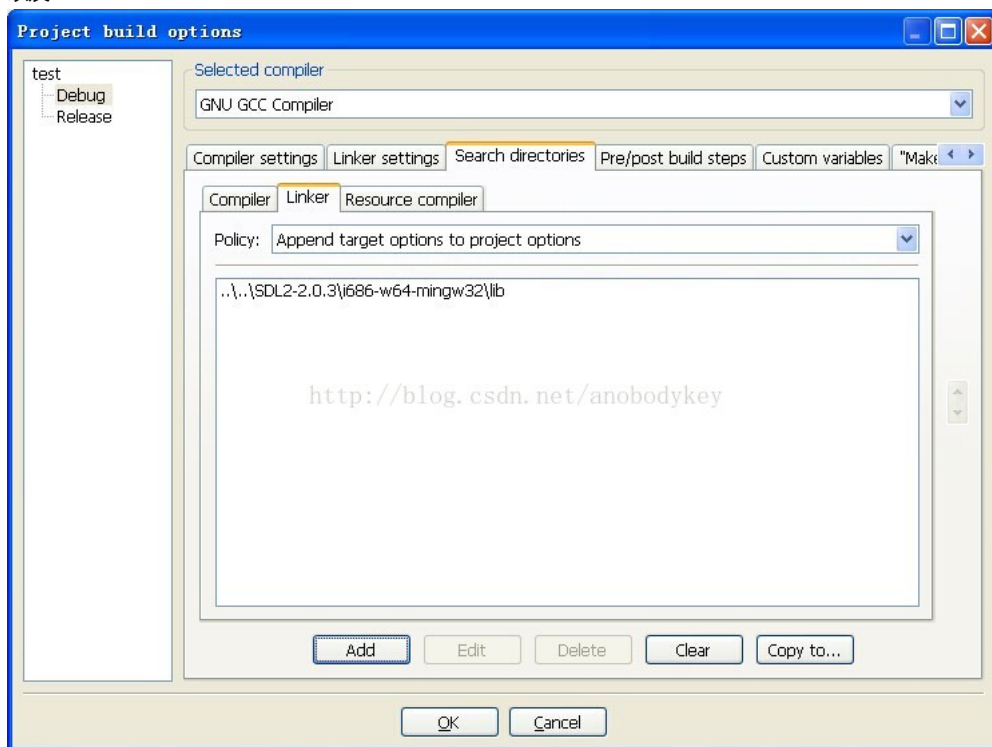 Project build options
test
Debug
Release
Selected compiler
GNU GCC Compiler
Compiler settings Linker settings Search directories Pre/post build steps Custom variables "Make
Compiler Linker Resource compiler
Policy: Append target options to project options
..\..\SDL2-2.0.3\i686-w64-mingw32\lib
http://blog.csdn.net/anobodykey
Add Edit Delete Clear Copy to...
OK Cancel